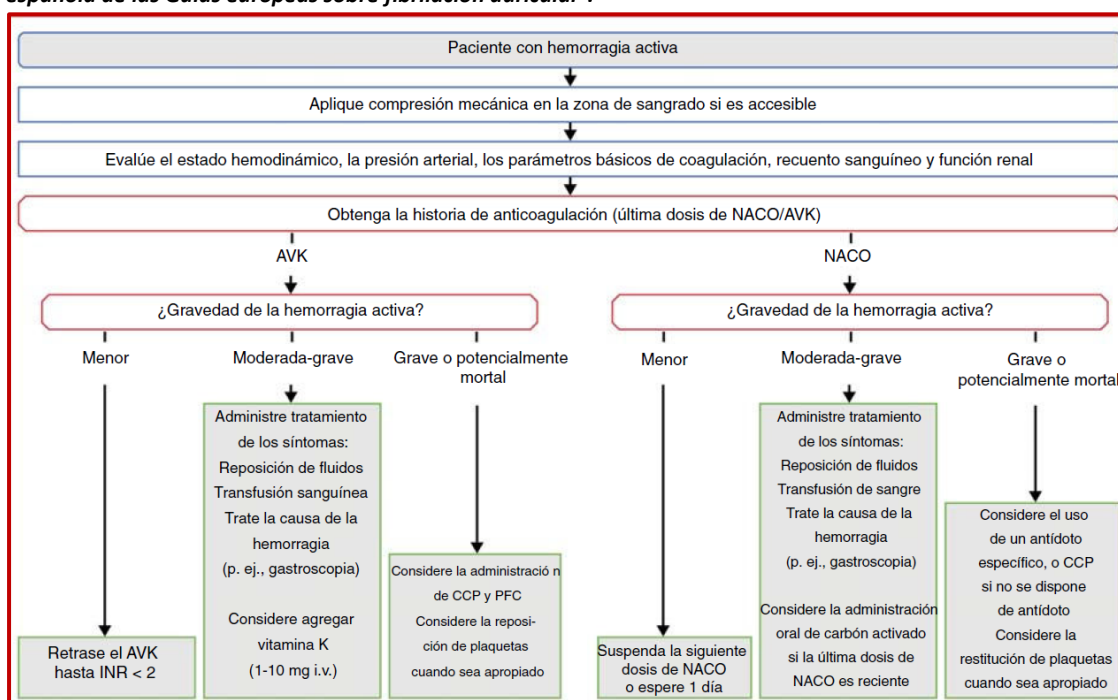 española de las Guías europeas sobre fibrilación auricular".
Paciente con hemorragia activa
Aplique compresión mecánica en la zona de sangrado si es accesible
Evalúe el estado hemodinámico, la presión arterial, los parámetros básicos de coagulación, recuento sanguíneo y función renal
Obtenga la historia de anticoagulación (última dosis de NACO/AVK)
AVK
¿Gravedad de la hemorragia activa?
Menor
Retrase el AVK
hasta INR < 2
Moderada-grave
Administre tratamiento
de los síntomas:
Reposición de fluidos
Transfusión sanguínea
Trate la causa de la
hemorragia
(p. ej., gastroscopia)
Considere agregar
vitamina K
(1-10 mg i.v.)
Grave o potencialmente
mortal
Considere la administració n
de CCP y PFC
Considere la reposi-
ción de plaquetas
cuando sea apropiado
NACO
¿Gravedad de la hemorragia activa?
Menor
Suspenda la siguiente
dosis de NACO
o espere 1 día
Moderada-grave
Administre tratamiento
de los síntomas:
Reposición de fluidos
Transfusión de sangre
Trate la causa de la
hemorragia
(p. ej., gastroscopia)
Considere la administración
oral de carbón activado
si la última dosis de
NACO es reciente
Grave o
potencialmente mortal
Considere el uso
de un antídoto
específico, o CCP
si no se dispone
de antídoto
Considere la
restitución de plaquetas
cuando sea apropiado